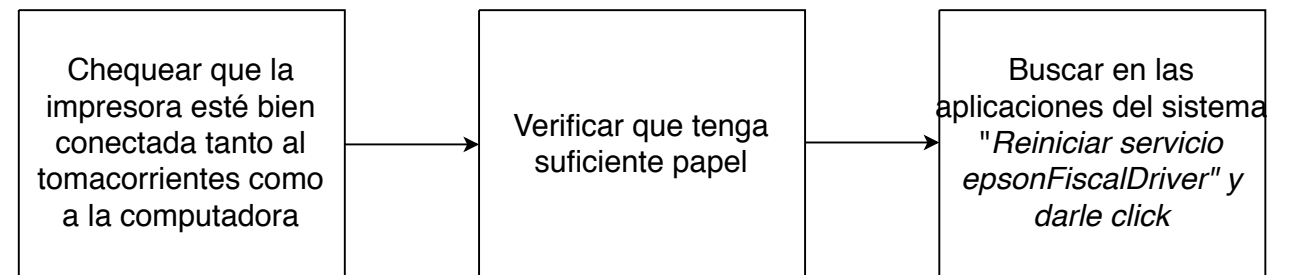 Chequear que la
impresora esté bien
conectada tanto al
tomacorrientes como
a la computadora
Verificar que tenga
suficiente papel
Buscar en las
aplicaciones del sistema
"Reiniciar servicio
epsonFiscalDriver" y
darle click